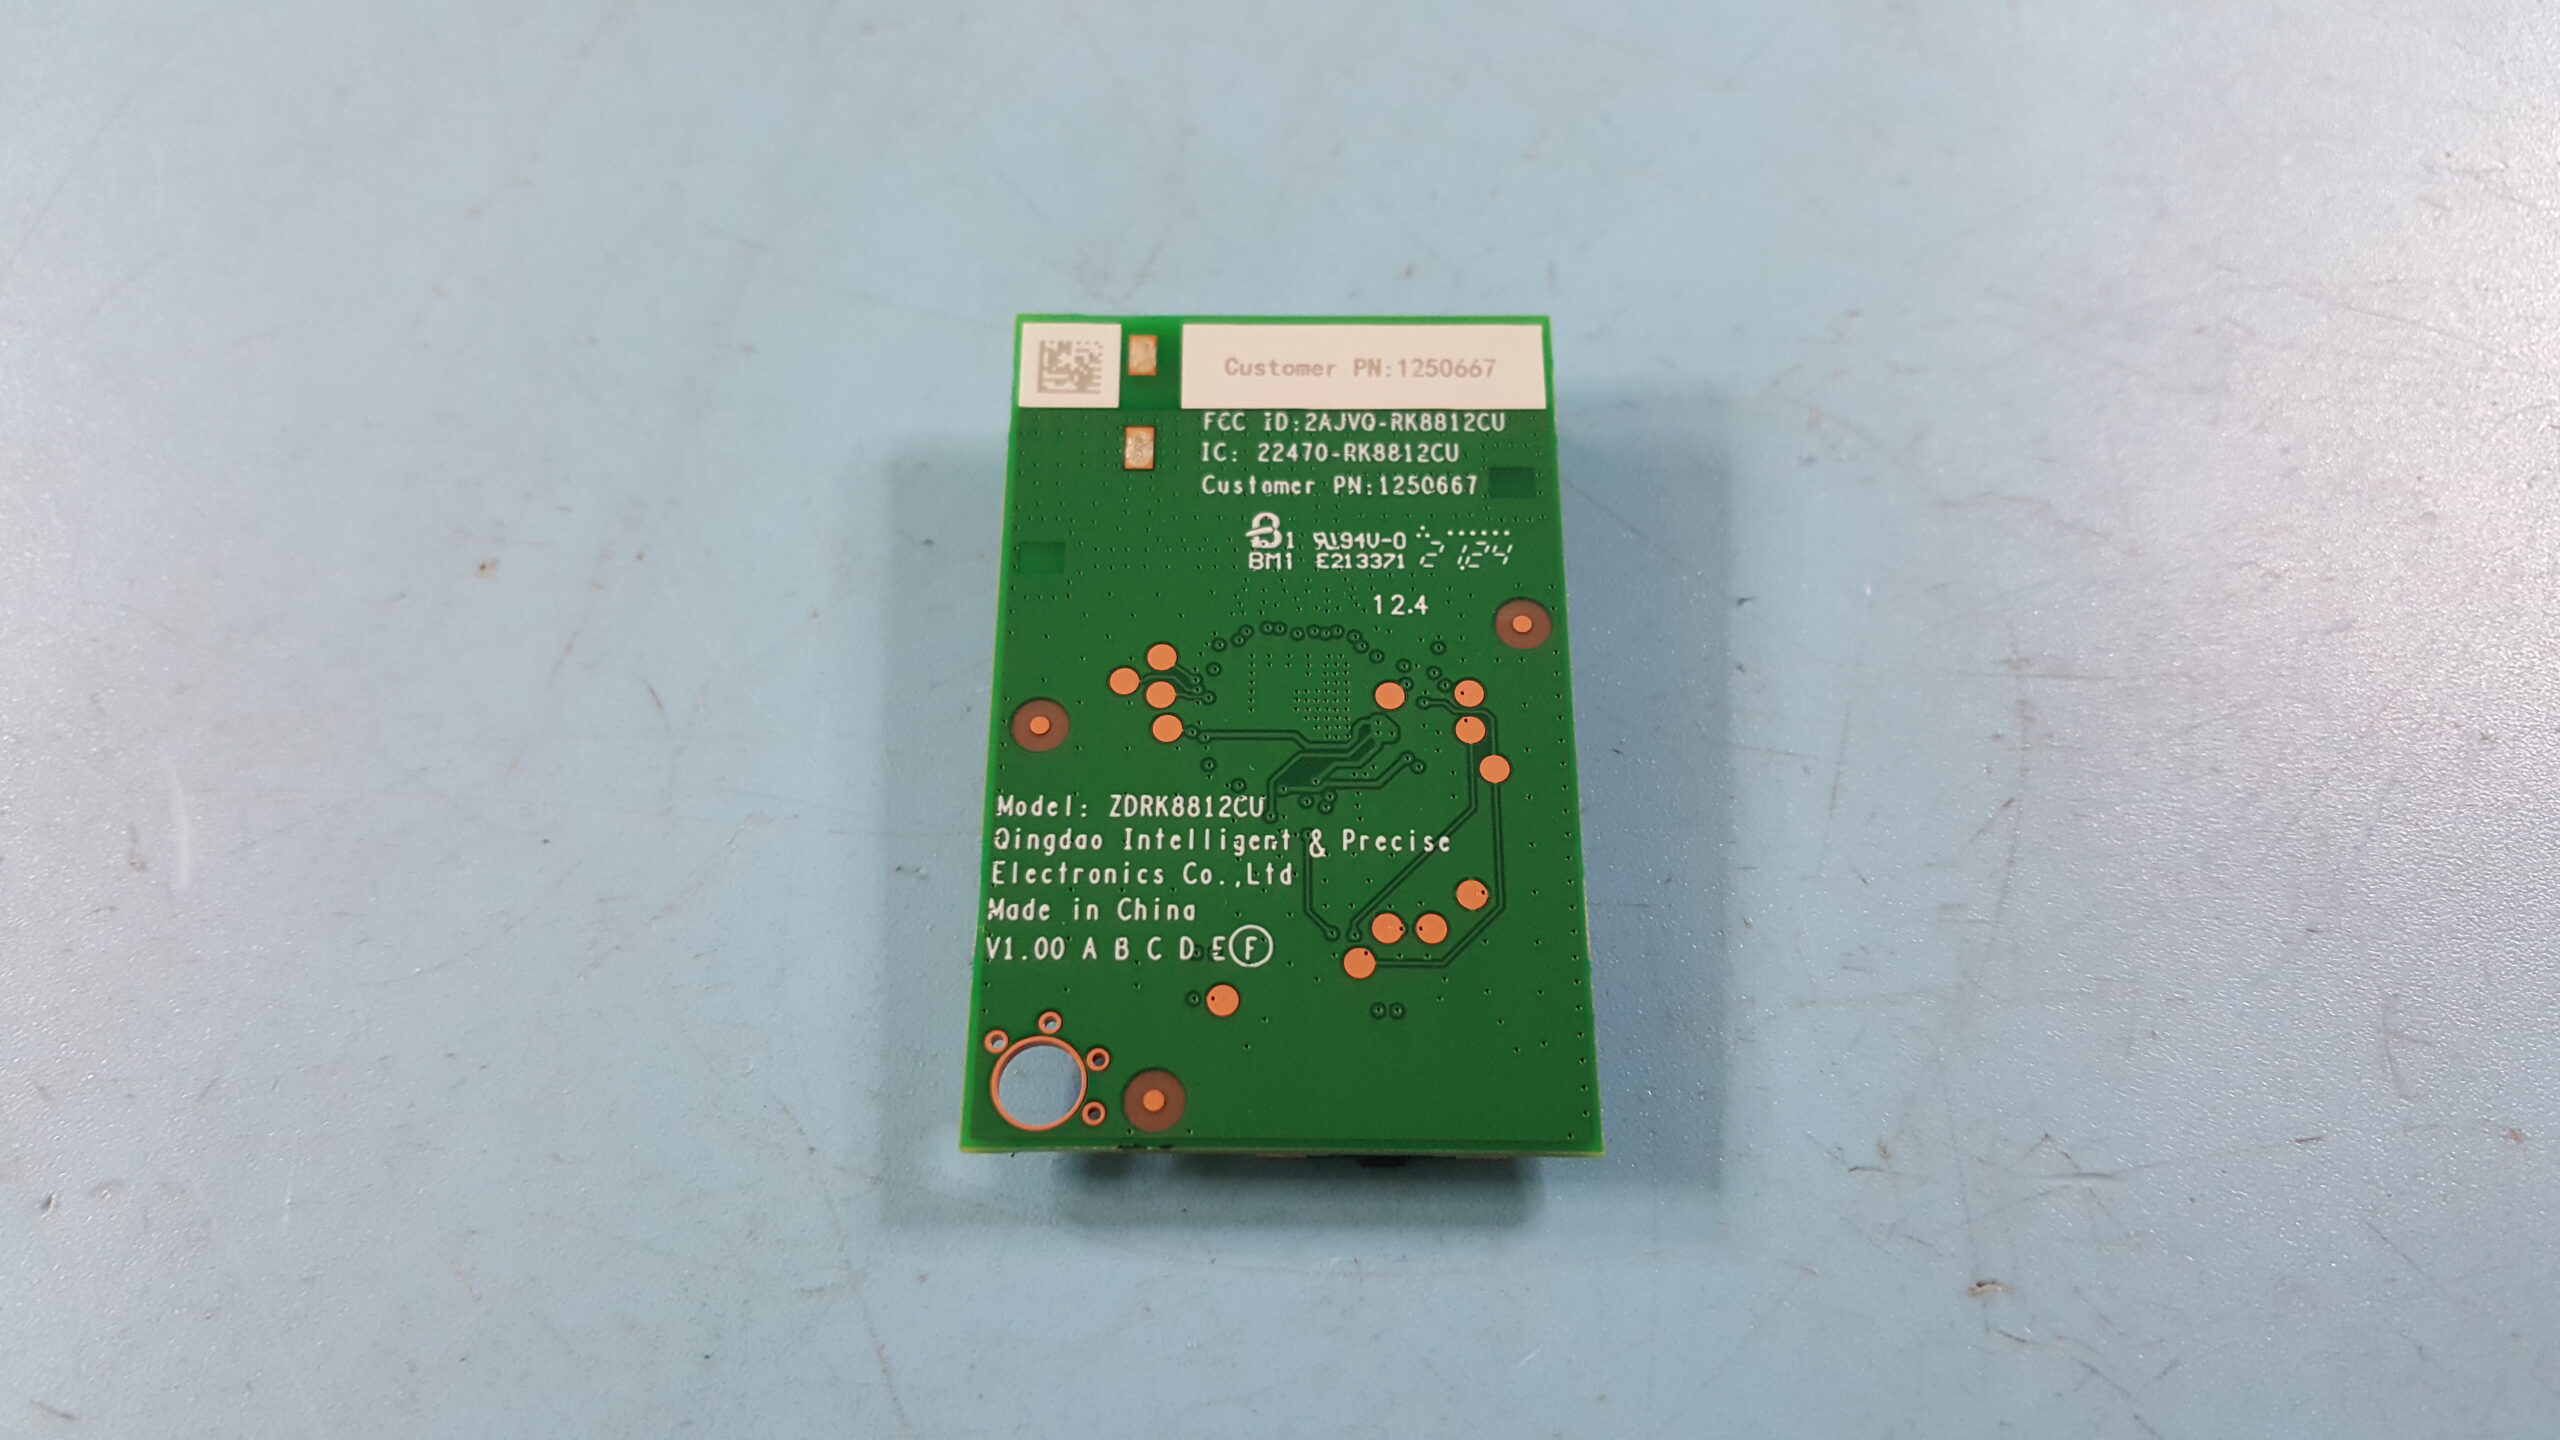 Customer PN:1250667
FCC ID:2AJVQ-RK8812CU
IC: 22470-RK8812CU
Customer PN:1250667
1 94V-0
BM1 E213371 2124
12.4
Model: ZDRK8812CU
Qingdao Intelligent & Precise
Electronics Co.,Ltd
Made in China
V1.00 A B C D E F